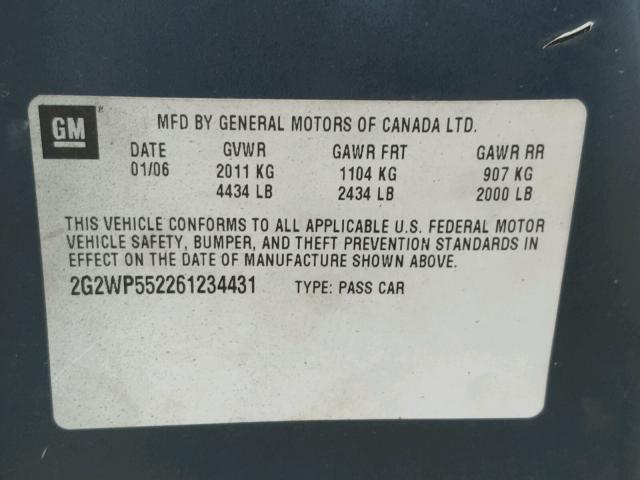 GM
MFD BY GENERAL MOTORS OF CANADA LTD.
DATE GVWR GAWR FRT GAWR RR
01/06 2011 KG 1104 KG 907 KG
4434 LB 2434 LB 2000 LB
THIS VEHICLE CONFORMS TO ALL APPLICABLE U.S. FEDERAL MOTOR
VEHICLE SAFETY, BUMPER, AND THEFT PREVENTION STANDARDS IN
EFFECT ON THE DATE OF MANUFACTURE SHOWN ABOVE.
2G2WP552261234431 TYPE: PASS CAR